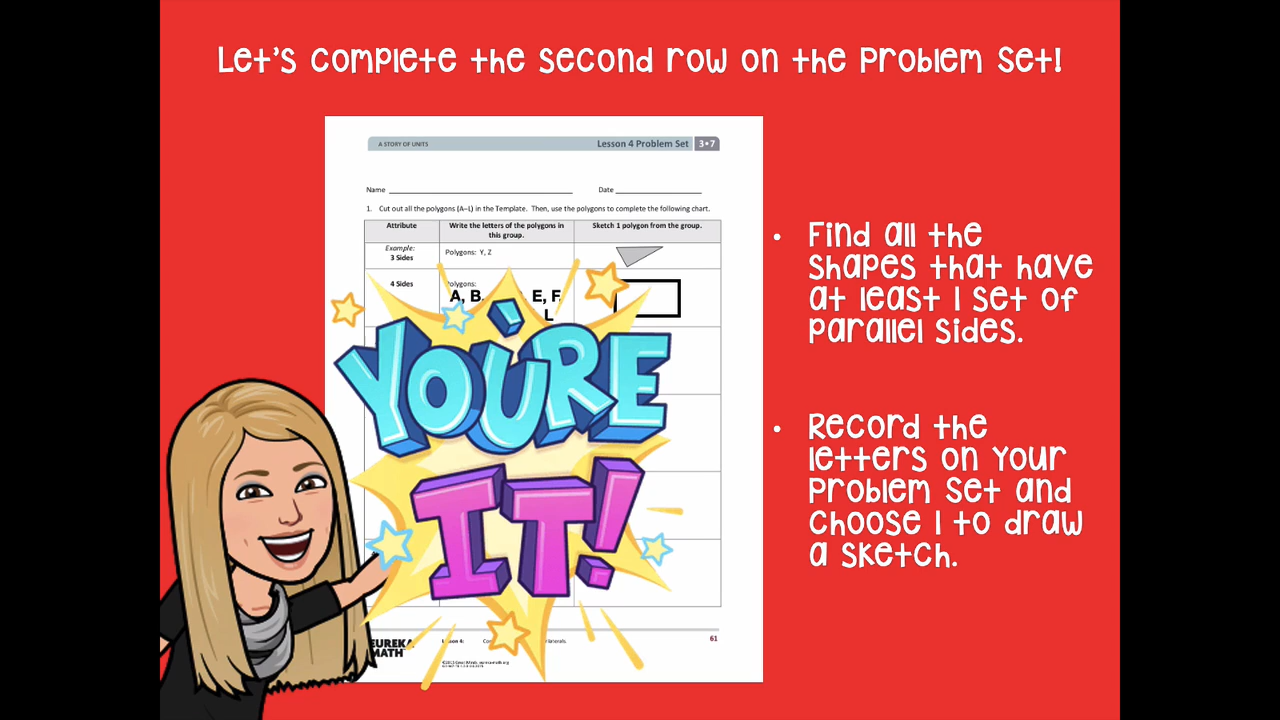 Let's complete the second row on the Problem Set!
A STORY OF UNITS
Lesson 4 Problem Set 3•7
Name
Date
1. Cut out all the polygons (A–L) in the Template. Then, use the polygons to complete the following chart.
Attribute
Write the letters of the polygons in
this group.
Sketch 1 polygon from the group.
Example:
3 Sides
Polygons: Y, Z
4 Sides
A, B, E, F,
L
YOU'RE
IT!
• Find all the
shapes that have
at least 1 set of
parallel sides.
• Record the
letters on your
Problem Set and
choose 1 to draw
a sketch.
EUREKA
MATH
61